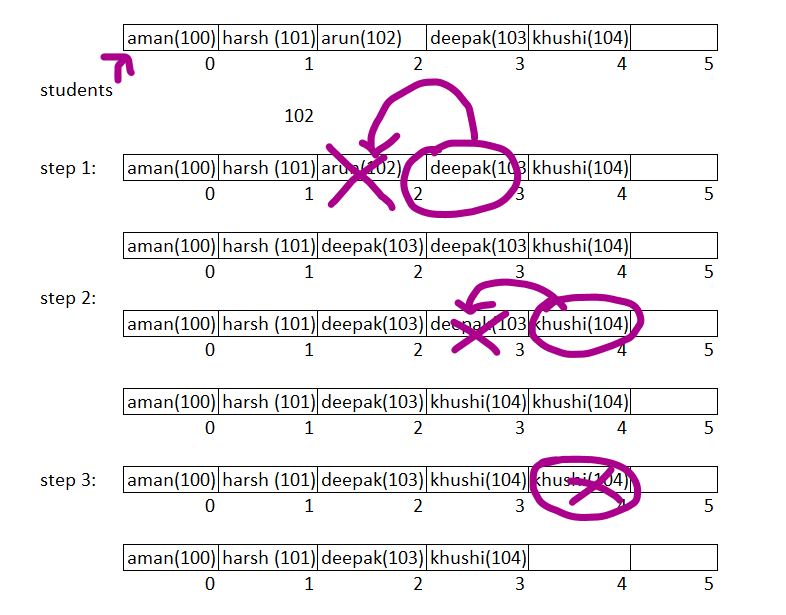 aman(100) harsh (101) arun(102) deepak(103 khushi(104)
0 1 2 3 4 5
students
102
step 1: aman(100) harsh (101) arun(102) deepak(103 khushi(104)
0 1 2 3 4 5
aman(100) harsh (101) deepak(103) deepak(103 khushi(104)
0 1 2 3 4 5
step 2:
aman(100) harsh (101) deepak(103) deepak(103 khushi(104)
0 1 2 3 4 5
aman(100) harsh (101) deepak(103) khushi(104) khushi(104)
0 1 2 3 4 5
step 3: aman(100) harsh (101) deepak(103) khushi(104) khushi(104)
0 1 2 3 4 5
aman(100) harsh (101) deepak(103) khushi(104)
0 1 2 3 4 5